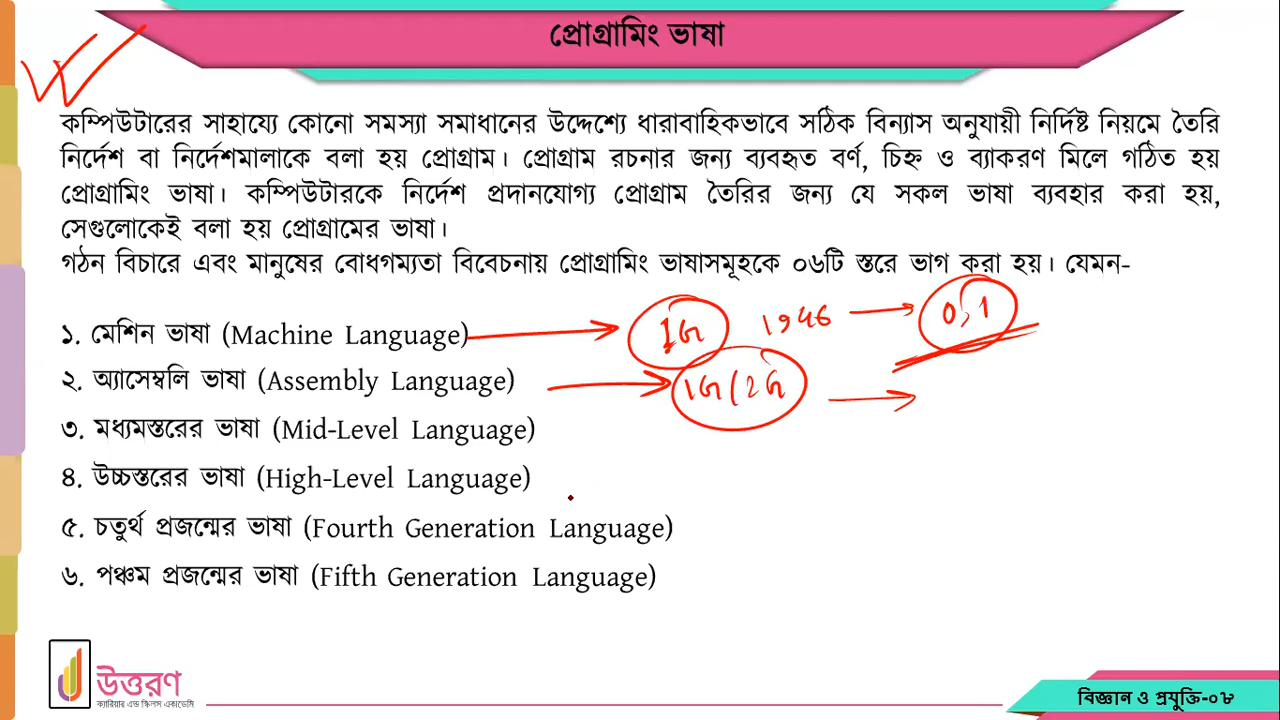 প্রোগ্রামিং ভাষা
কম্পিউটারের সাহায্যে কোনো সমস্যা সমাধানের উদ্দেশ্যে ধারাবাহিকভাবে সঠিক বিন্যাস অনুযায়ী নির্দিষ্ট নিয়মে তৈরি
নির্দেশ বা নির্দেশমালাকে বলা হয় প্রোগ্রাম। প্রোগ্রাম রচনার জন্য ব্যবহৃত বর্ণ, চিহ্ন ও ব্যাকরণ মিলে গঠিত হয়
প্রোগ্রামিং ভাষা। কম্পিউটারকে নির্দেশ প্রদানযোগ্য প্রোগ্রাম তৈরির জন্য যে সকল ভাষা ব্যবহার করা হয়,
সেগুলোকেই বলা হয় প্রোগ্রামের ভাষা।
গঠন বিচারে এবং মানুষের বোধগম্যতা বিবেচনায় প্রোগ্রামিং ভাষাসমূহকে ০৬টি স্তরে ভাগ করা হয়। যেমন-
১. মেশিন ভাষা (Machine Language) 1G 1946 0,1
২. অ্যাসেম্বলি ভাষা (Assembly Language) 1G/2G
৩. মধ্যমস্তরের ভাষা (Mid-Level Language)
৪. উচ্চস্তরের ভাষা (High-Level Language)
৫. চতুর্থ প্রজন্মের ভাষা (Fourth Generation Language)
৬. পঞ্চম প্রজন্মের ভাষা (Fifth Generation Language)
উত্তরণ
ক্যারিয়ার এন্ড স্কিলস একাডেমি
বিজ্ঞান ও প্রযুক্তি-০৮